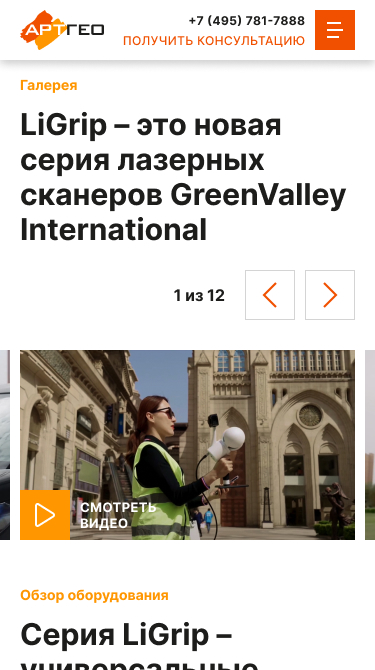 АРТГЕО
+7 (495) 781-7888
ПОЛУЧИТЬ КОНСУЛЬТАЦИЮ
Галерея
LiGrip – это новая
серия лазерных
сканеров GreenValley
International
1 из 12
СМОТРЕТЬ
ВИДЕО
Обзор оборудования
Серия LiGrip –
универсальные